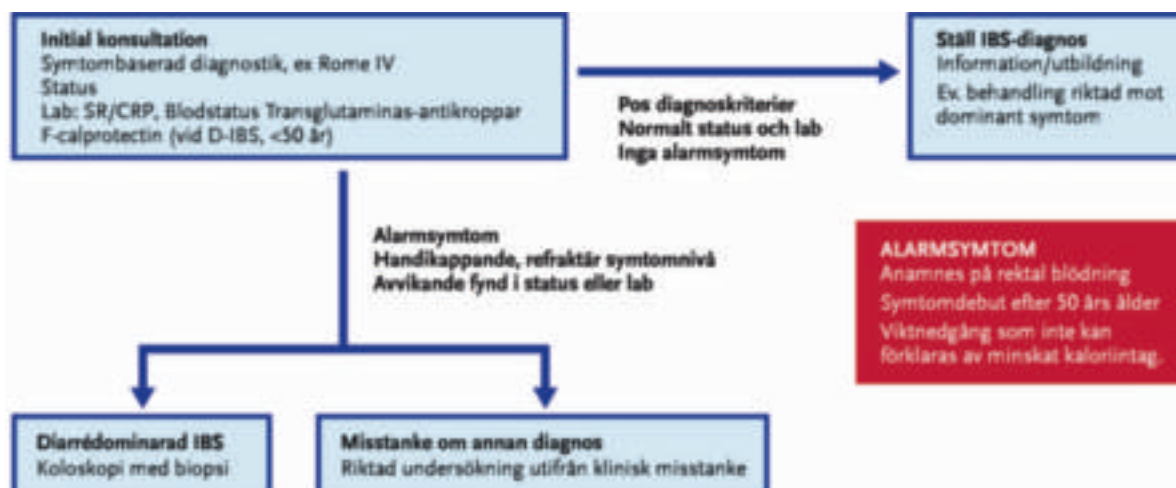 Initial konsultation
Symtombaserad diagnostik, ex Rome IV
Status
Lab: SR/CRP, Blodstatus Transglutaminas-antikroppar
F-calprotectin (vid D-IBS, <50 år)
Pos diagnoskriterier
Normalt status och lab
Inga alarmsymtom
Ställ IBS-diagnos
Information/utbildning
Ev. behandling riktad mot
dominant symtom
Alarmsymtom
Handikappande, refraktär symtomnivå
Avvikande fynd i status eller lab
ALARMSYMTOM
Anamnes på rektal blödning
Symtomdebut efter 50 års ålder
Viktnedgång som inte kan
förklaras av minskat kaloriintag.
Diarrédominarad IBS
Koloskopi med biopsi
Misstanke om annan diagnos
Riktad undersökning utifrån klinisk misstanke